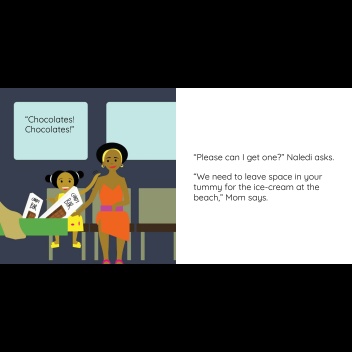 "Chocolates!
Chocolates!"
"Please can I get one?" Naledi asks.
"We need to leave space in your
tummy for the ice-cream at the
beach," Mom says.